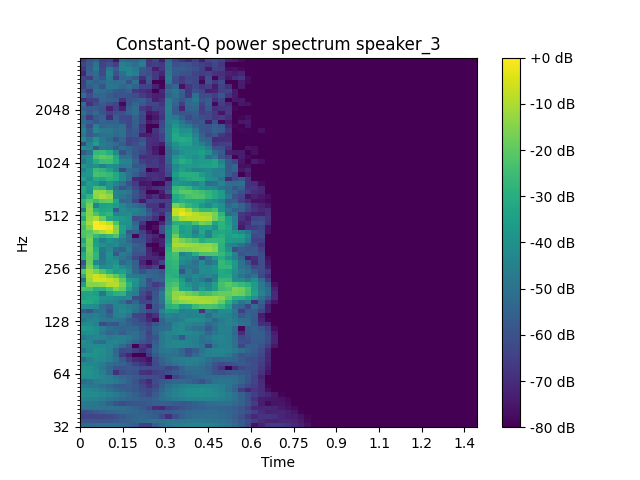 Constant-Q power spectrum speaker_3
Hz
2048
1024
512
256
128
64
32
0 0.15 0.3 0.45 0.6 0.75 0.9 1.1 1.2 1.4
Time
+0 dB
-10 dB
-20 dB
-30 dB
-40 dB
-50 dB
-60 dB
-70 dB
-80 dB